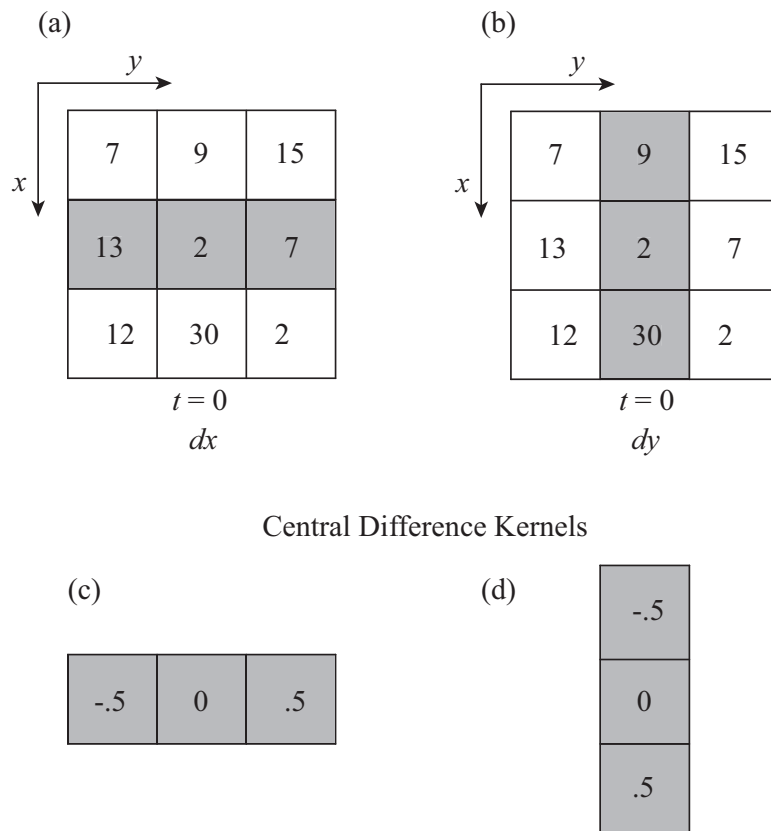 (a) (b)
y y
7 9 15 7 9 15
x x
13 2 7 13 2 7
12 30 2 12 30 2
t = 0 t = 0
dx dy
Central Difference Kernels
(c) (d)
-.5
-.5 0 .5 0
.5